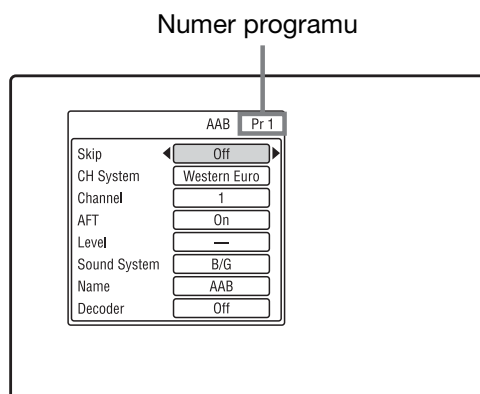 Numer programu
AAB Pr 1
Skip Off
CH System Western Euro
Channel 1
AFT On
Level —
Sound System B/G
Name AAB
Decoder Off